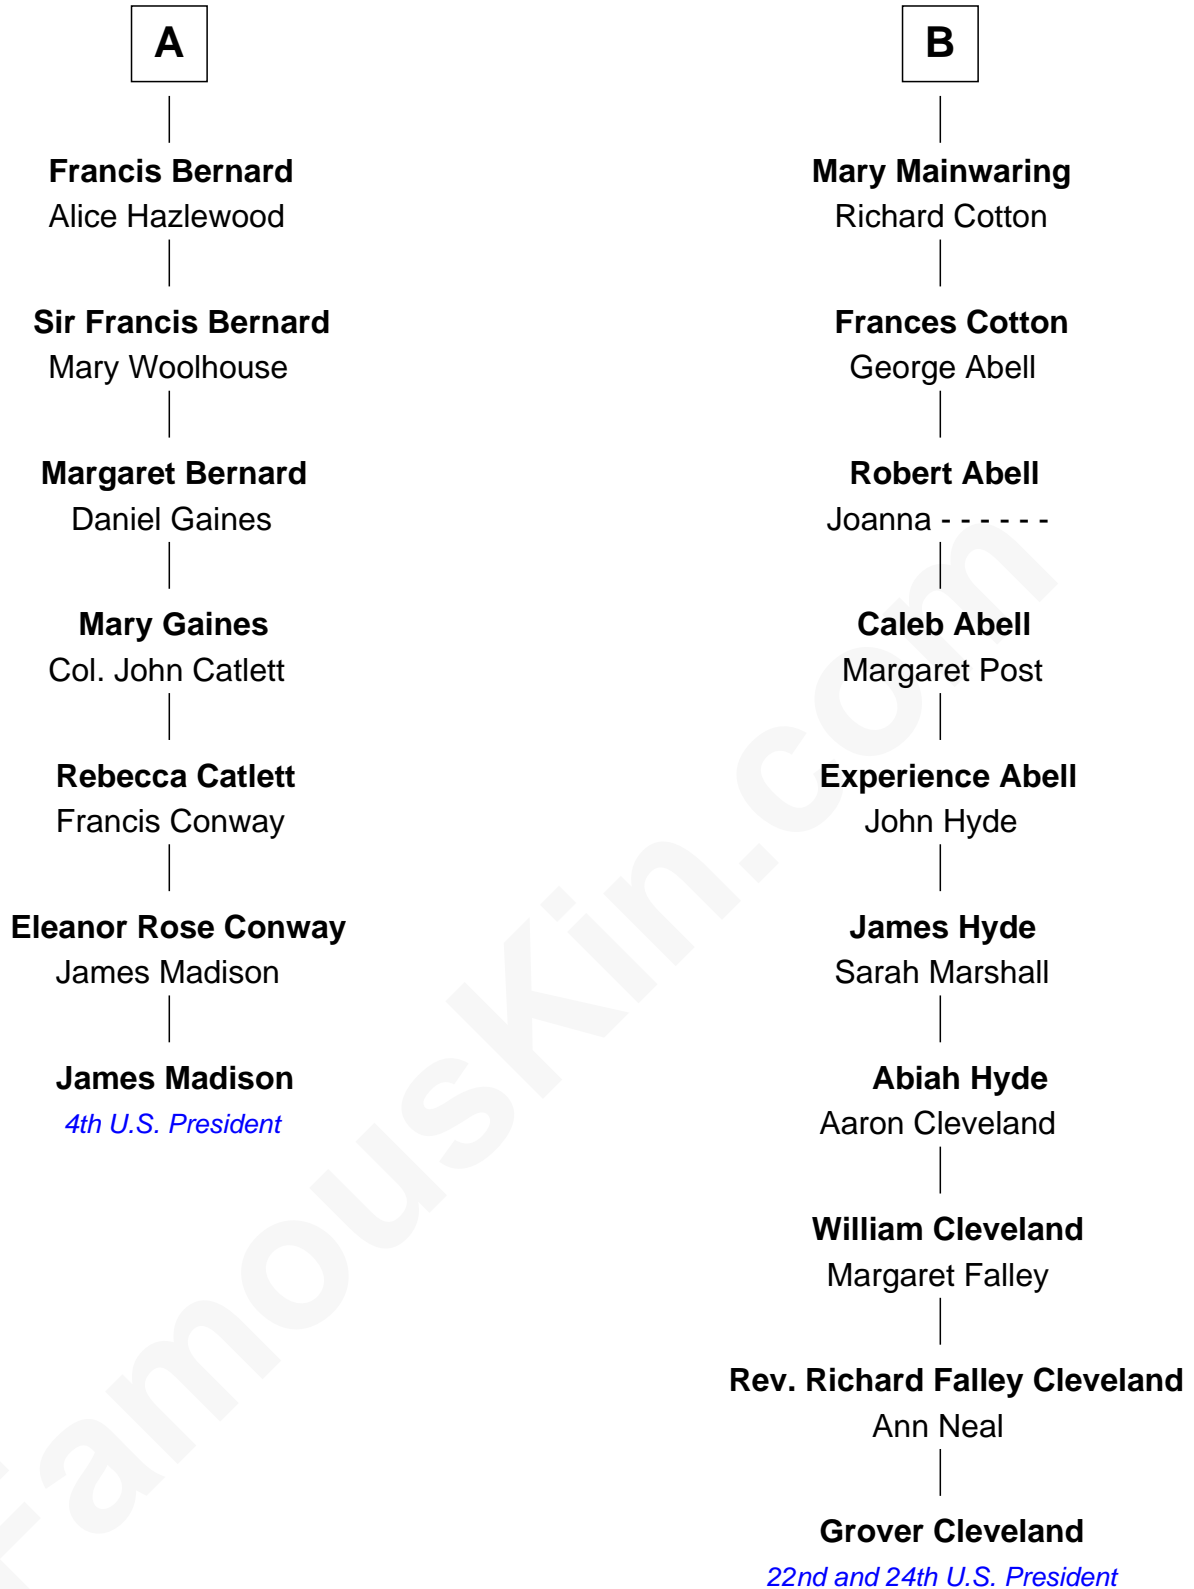 A
Francis Bernard
Alice Hazlewood
Sir Francis Bernard
Mary Woolhouse
Margaret Bernard
Daniel Gaines
Mary Gaines
Col. John Catlett
Rebecca Catlett
Francis Conway
Eleanor Rose Conway
James Madison
James Madison
4th U.S. President
B
Mary Mainwaring
Richard Cotton
Frances Cotton
George Abell
Robert Abell
Joanna - - - - - -
Caleb Abell
Margaret Post
Experience Abell
John Hyde
James Hyde
Sarah Marshall
Abiah Hyde
Aaron Cleveland
William Cleveland
Margaret Falley
Rev. Richard Falley Cleveland
Ann Neal
Grover Cleveland
22nd and 24th U.S. President
FamousKin.com